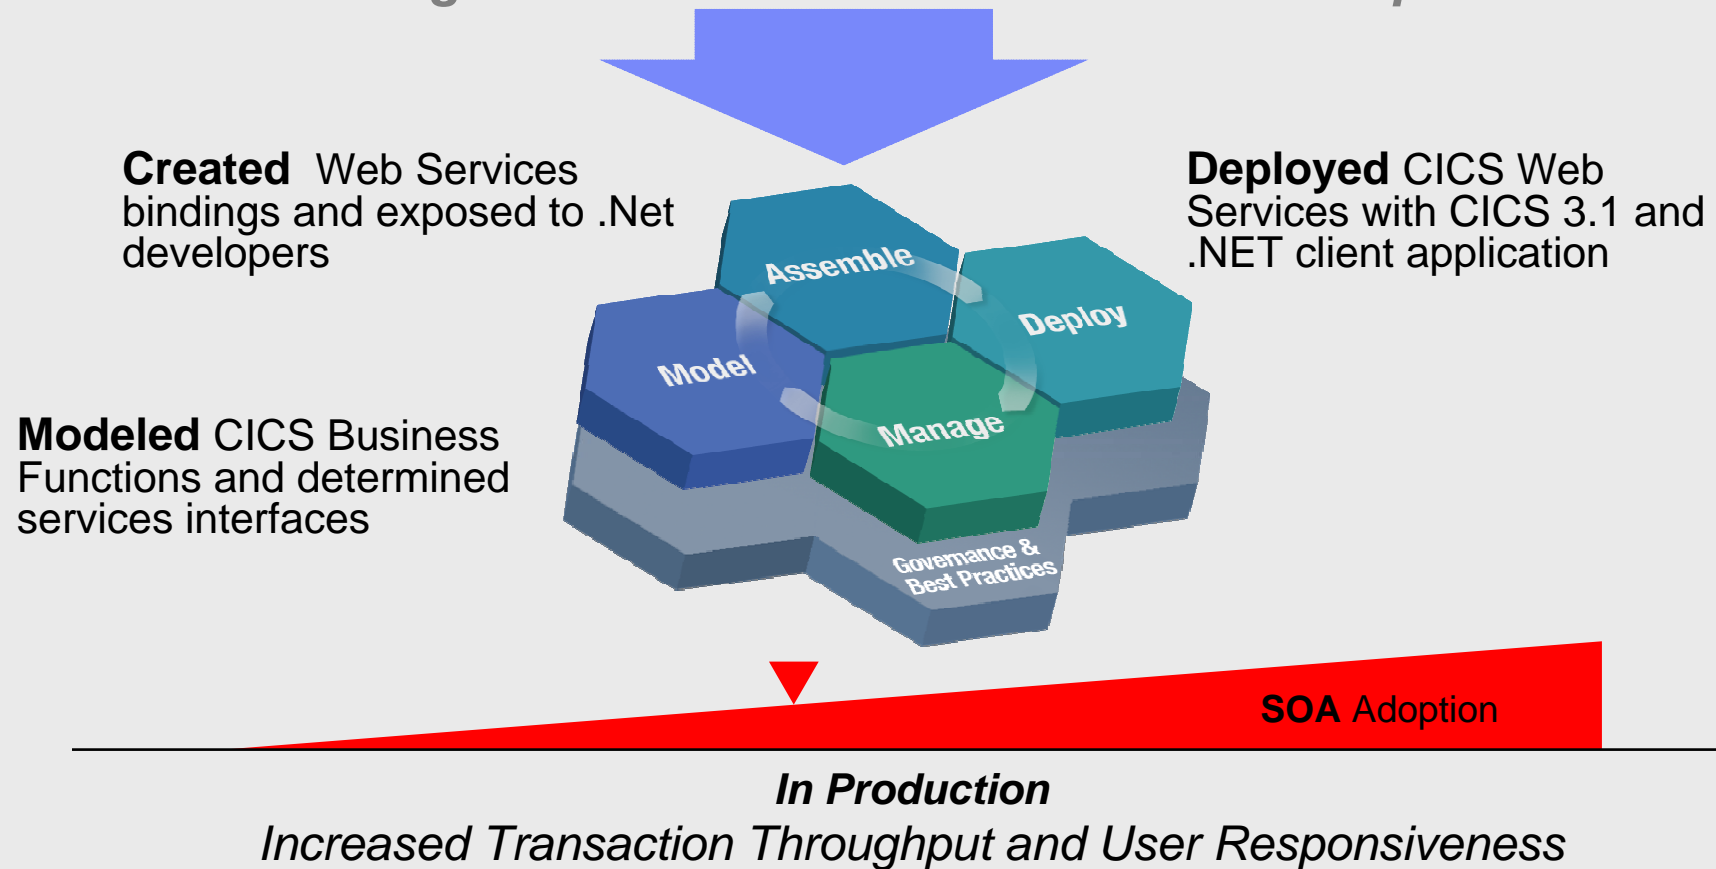 Created Web Services
bindings and exposed to .Net
developers
Deployed CICS Web
Services with CICS 3.1 and
.NET client application
Assemble
Deploy
Model
Manage
Modeled CICS Business
Functions and determined
services interfaces
Governance &
Best Practices
SOA Adoption
In Production
Increased Transaction Throughput and User Responsiveness